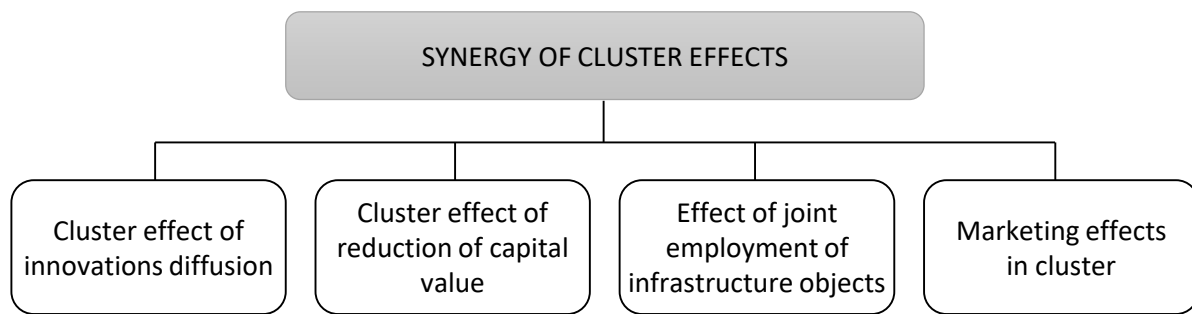 SYNERGY OF CLUSTER EFFECTS
Cluster effect of
innovations diffusion
Cluster effect of
reduction of capital
value
Effect of joint
employment of
infrastructure objects
Marketing effects
in cluster